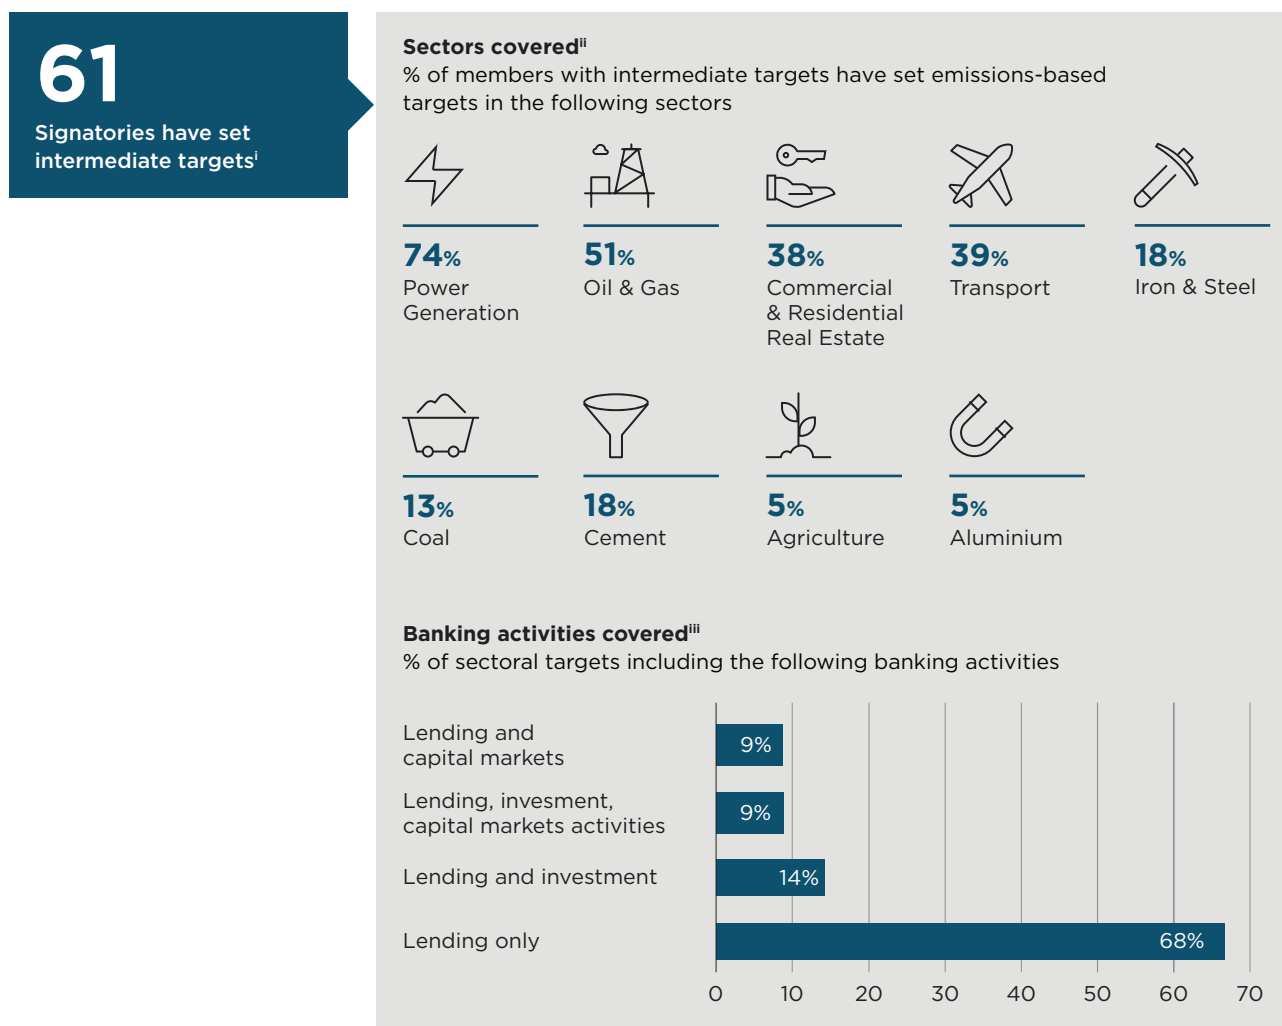 61
Signatories have set
intermediate targetsⁱ
Sectors coveredⁱⁱ
% of members with intermediate targets have set emissions-based
targets in the following sectors
74%
Power
Generation
51%
Oil & Gas
38%
Commercial
& Residential
Real Estate
39%
Transport
18%
Iron & Steel
13%
Coal
18%
Cement
5%
Agriculture
5%
Aluminium
Banking activities coveredⁱⁱⁱ
% of sectoral targets including the following banking activities
Lending and
capital markets
9%
Lending, invesment,
capital markets activities
9%
Lending and investment
14%
Lending only
68%
0 10 20 30 40 50 60 70